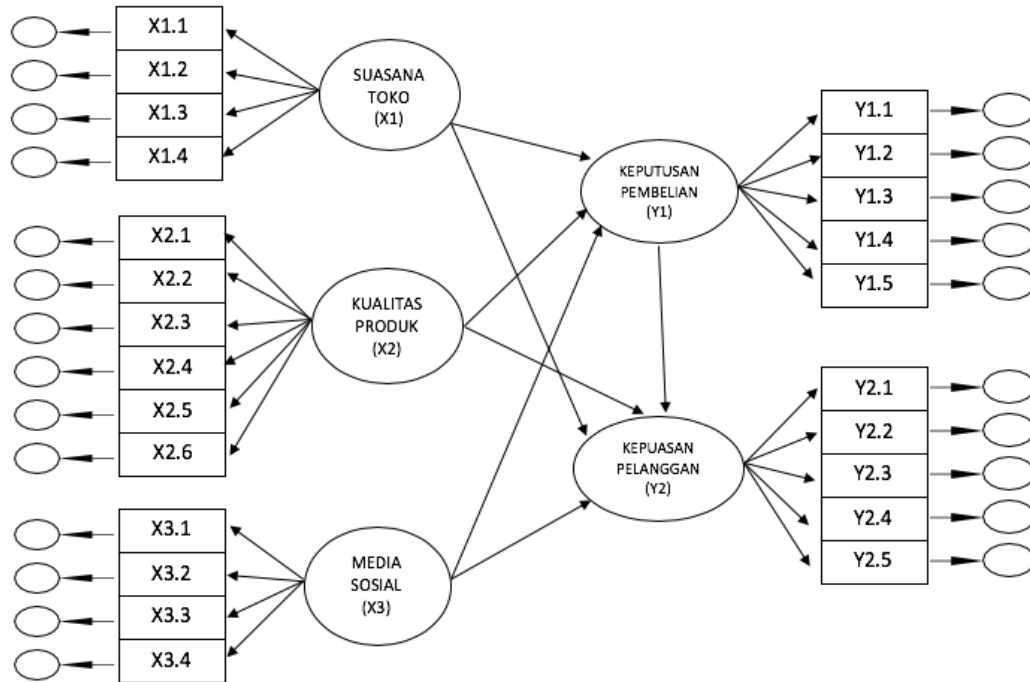 X1.1
X1.2
X1.3
X1.4
SUASANA
TOKO
(X1)
X2.1
X2.2
X2.3
X2.4
X2.5
X2.6
KUALITAS
PRODUK
(X2)
X3.1
X3.2
X3.3
X3.4
MEDIA
SOSIAL
(X3)
KEPUTUSAN
PEMBELIAN
(Y1)
Y1.1
Y1.2
Y1.3
Y1.4
Y1.5
KEPUASAN
PELANGGAN
(Y2)
Y2.1
Y2.2
Y2.3
Y2.4
Y2.5